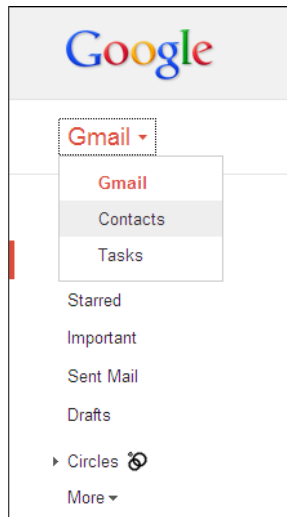 Google
Gmail
Gmail
Contacts
Tasks
Starred
Important
Sent Mail
Drafts
Circles
More